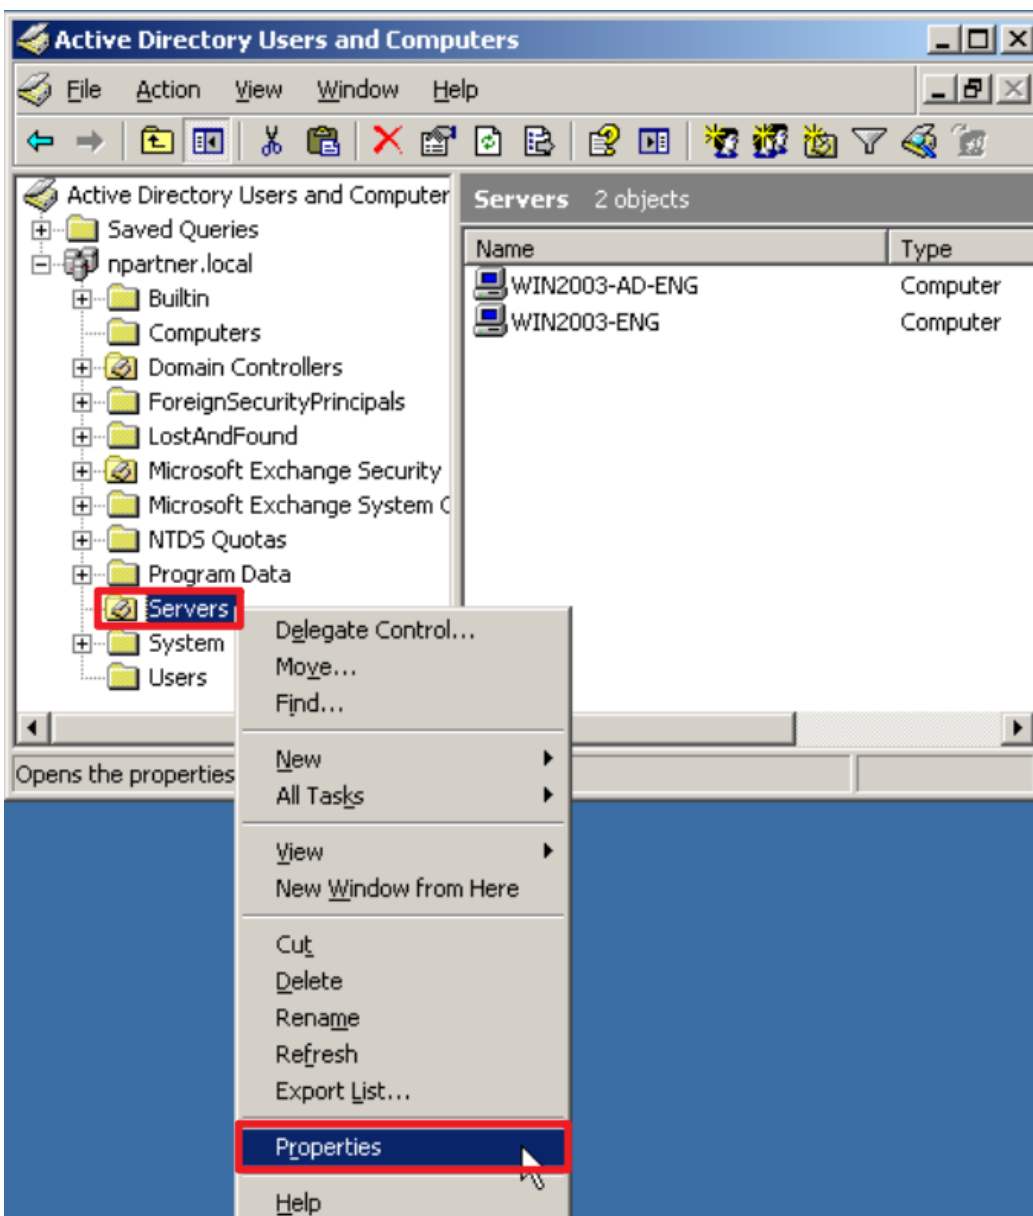 Active Directory Users and Computers
File Action View Window Help
Active Directory Users and Computer
Saved Queries
npartner.local
Builtin
Computers
Domain Controllers
ForeignSecurityPrincipals
LostAndFound
Microsoft Exchange Security
Microsoft Exchange System C
NTDS Quotas
Program Data
Servers
System
Users
Servers 2 objects
Name Type
WIN2003-AD-ENG Computer
WIN2003-ENG Computer
Delegate Control...
Move...
Find...
New
All Tasks
View
New Window from Here
Cut
Delete
Rename
Refresh
Export List...
Properties
Help
Opens the properties